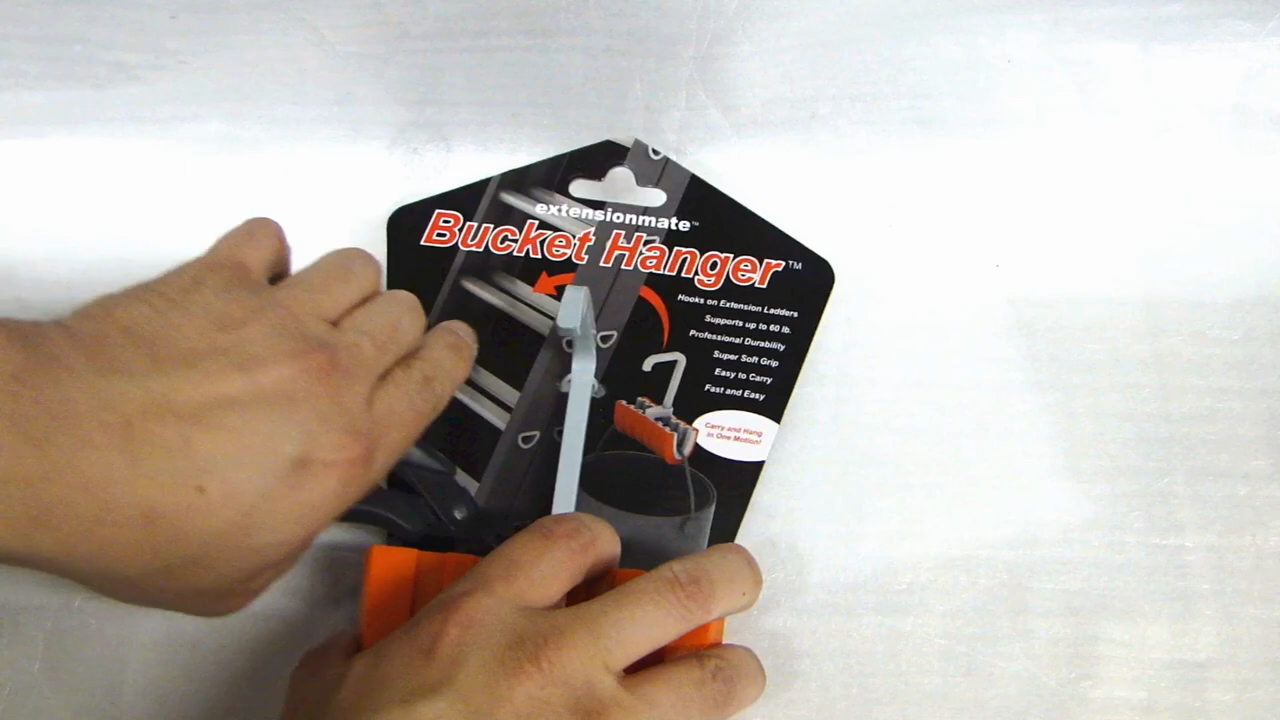 extensionmate™
Bucket Hanger™
Hooks on Extension Ladders
Supports up to 60 lb.
Professional Durability
Super Soft Grip
Easy to Carry
Fast and Easy
Carry and Hang
in One Motion!